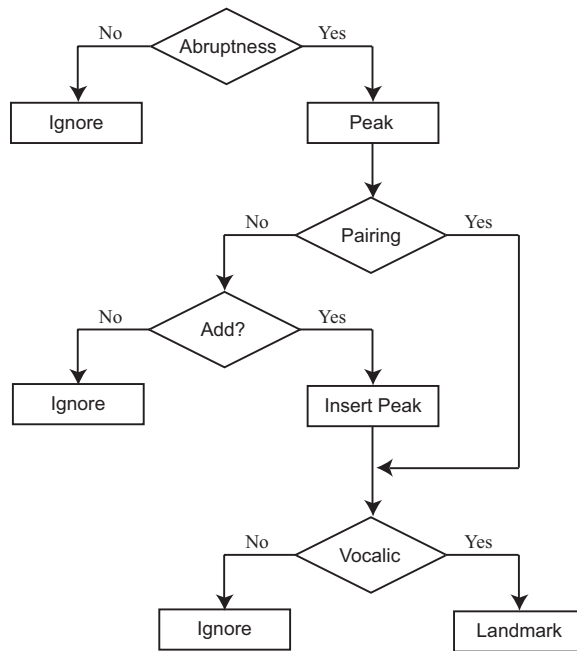 No
Abruptness
Yes
Ignore
Peak
No
Pairing
Yes
No
Add?
Yes
Ignore
Insert Peak
No
Vocalic
Yes
Ignore
Landmark